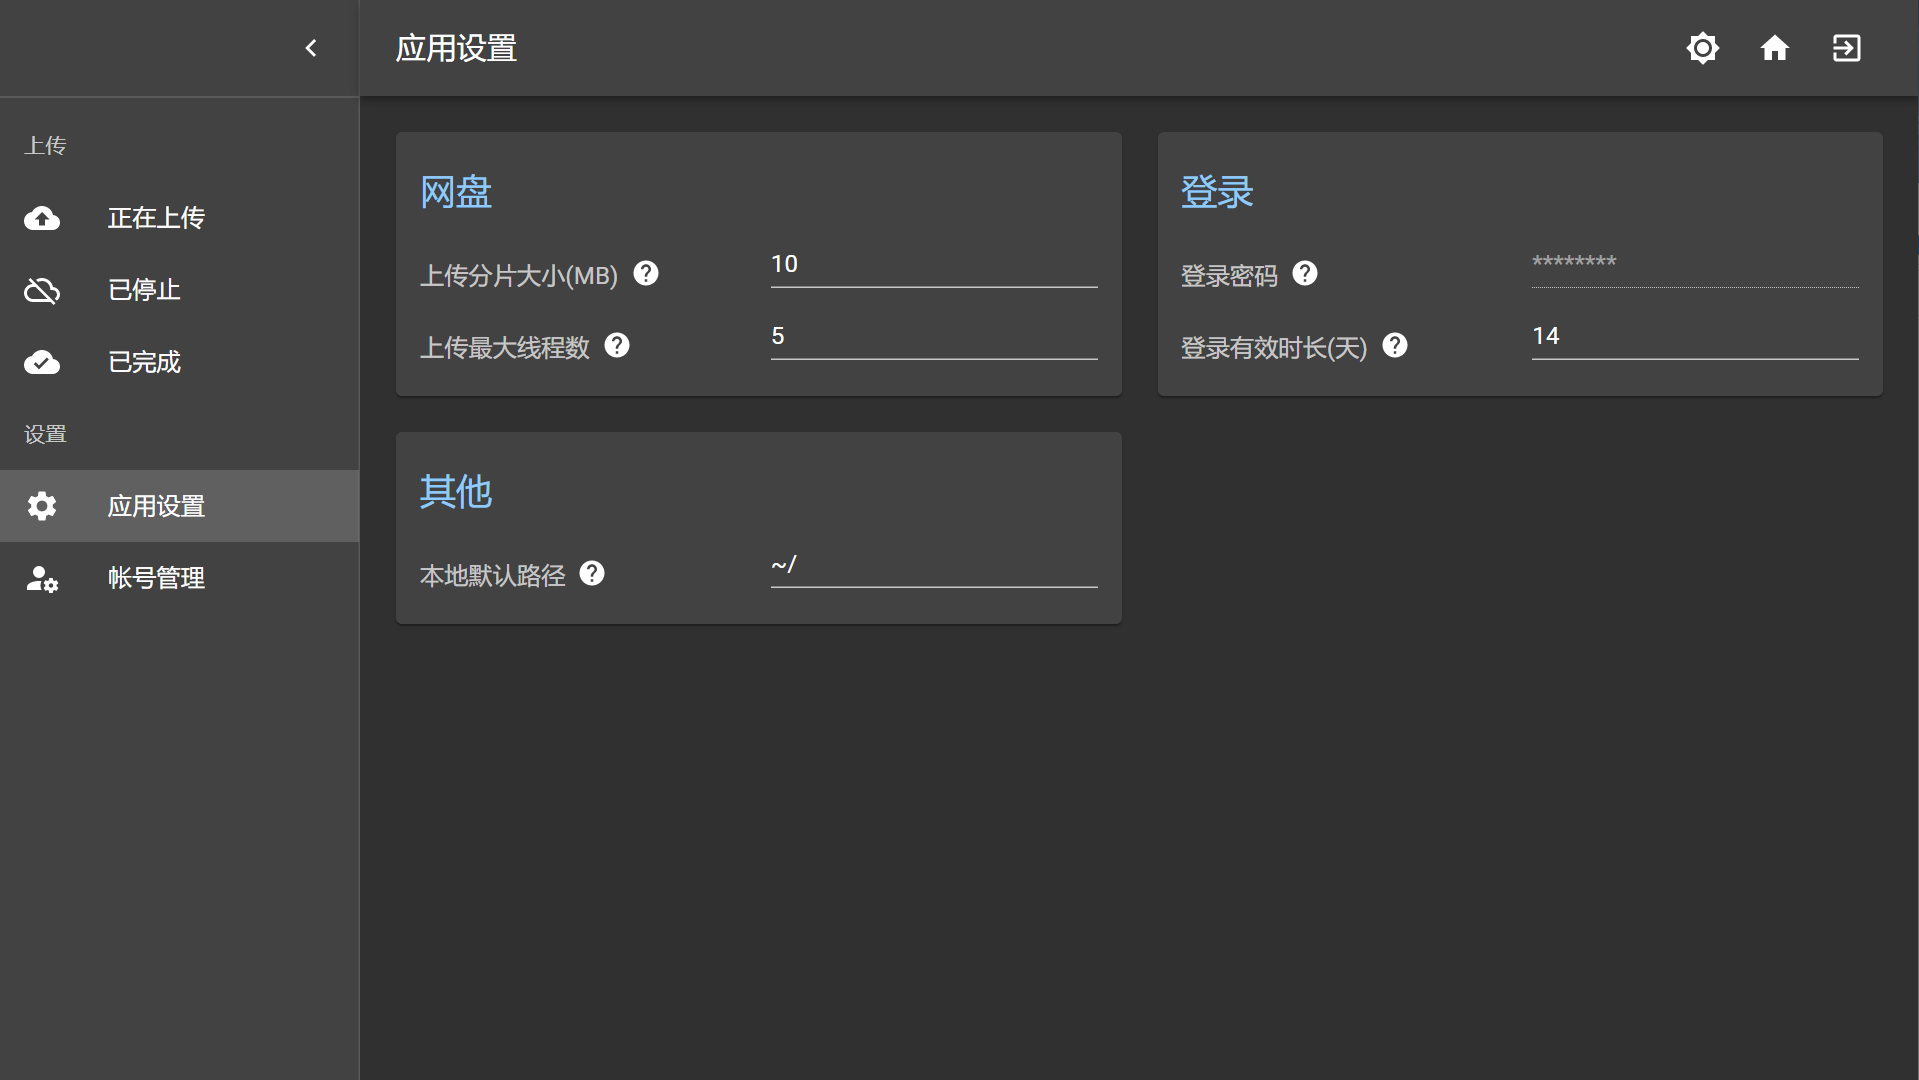 应用设置
上传
正在上传
已停止
已完成
设置
应用设置
帐号管理
网盘
上传分片大小(MB) 10
上传最大线程数 5
登录
登录密码 ********
登录有效时长(天) 14
其他
本地默认路径 ~/